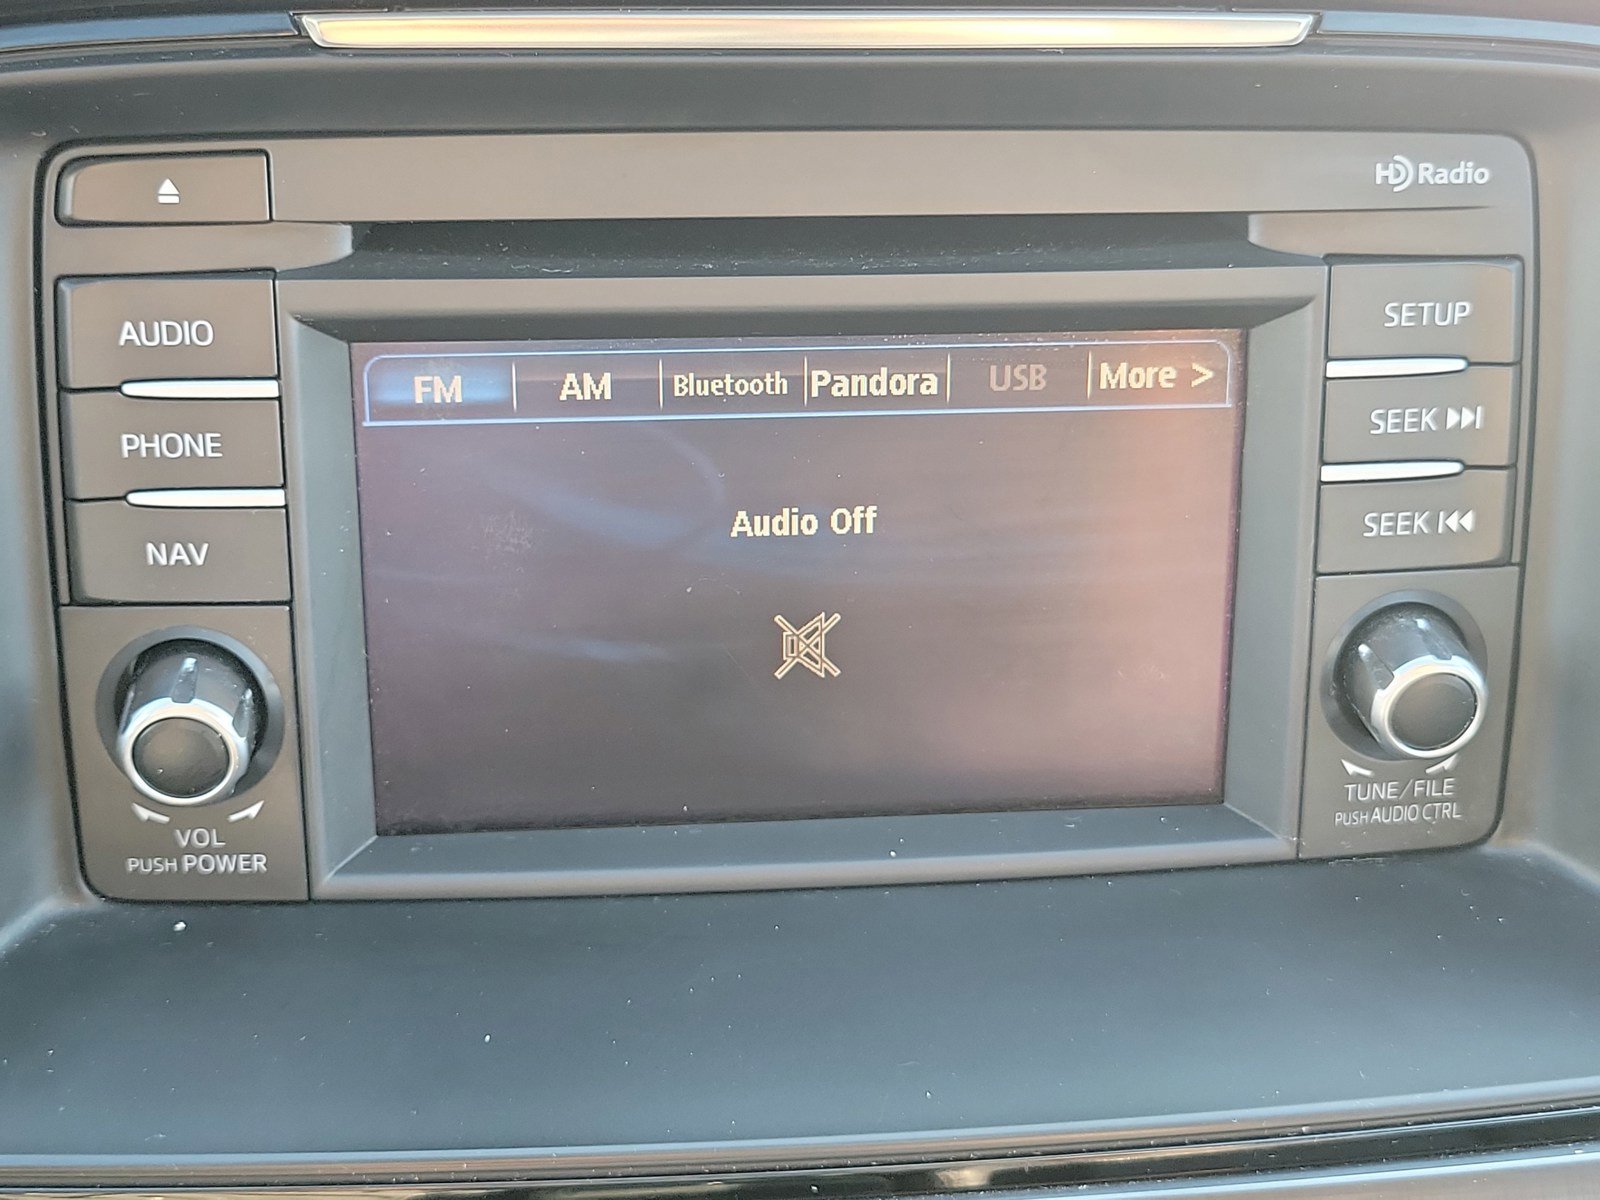 HD Radio
AUDIO
PHONE
NAV
VOL
PUSH POWER
FM AM Bluetooth Pandora USB More >
Audio Off
SETUP
SEEK
SEEK
TUNE/FILE
PUSH AUDIO CTRL